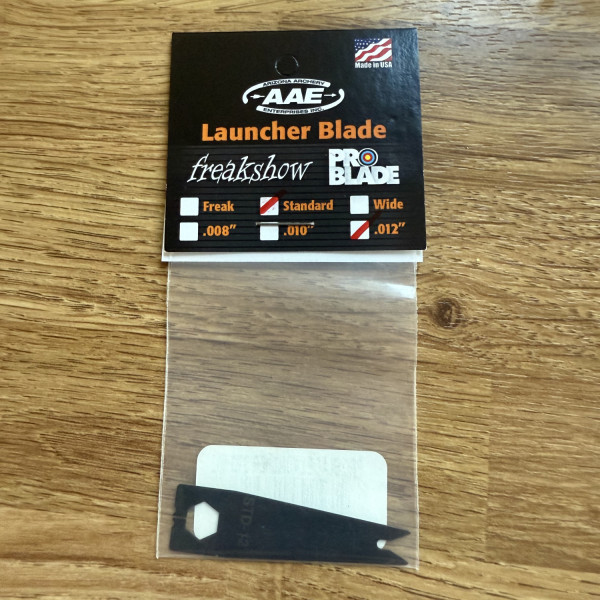 Made in USA
ARIZONA ARCHERY
AAE
ENTERPRISES INC.
Launcher Blade
freakshow
PRO BLADE
Freak Standard Wide
.008" .010" .012"
STD-12